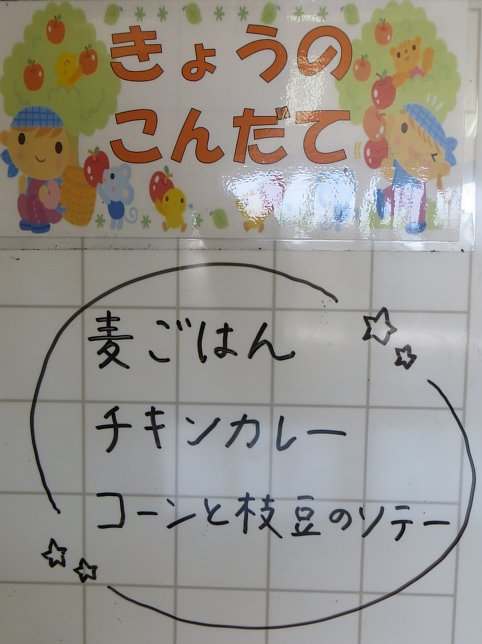 きょうの
こんだて
麦ごはん
チキンカレー
コーンと枝豆のソテー